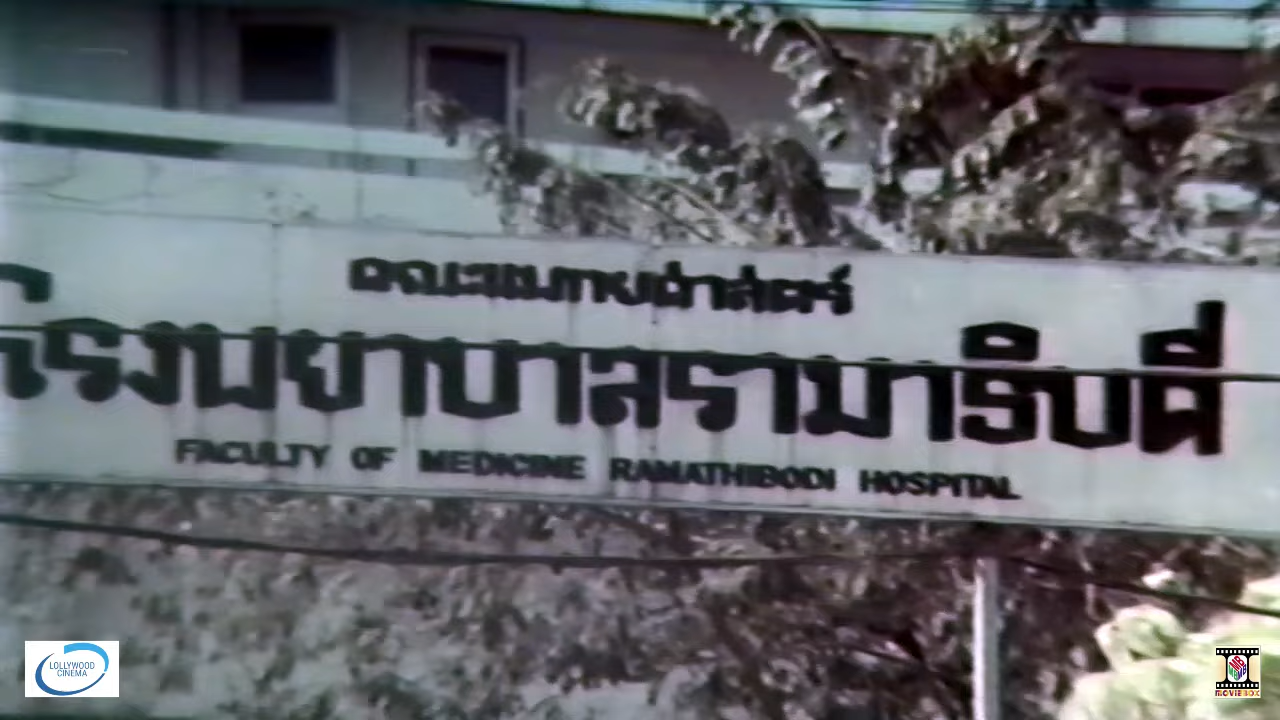 คณะแพทยศาสตร์
โรงพยาบาลรามาธิบดี
FACULTY OF MEDICINE RAMATHIBODI HOSPITAL
LOLLYWOOD
CINEMA
MOVIE BOX